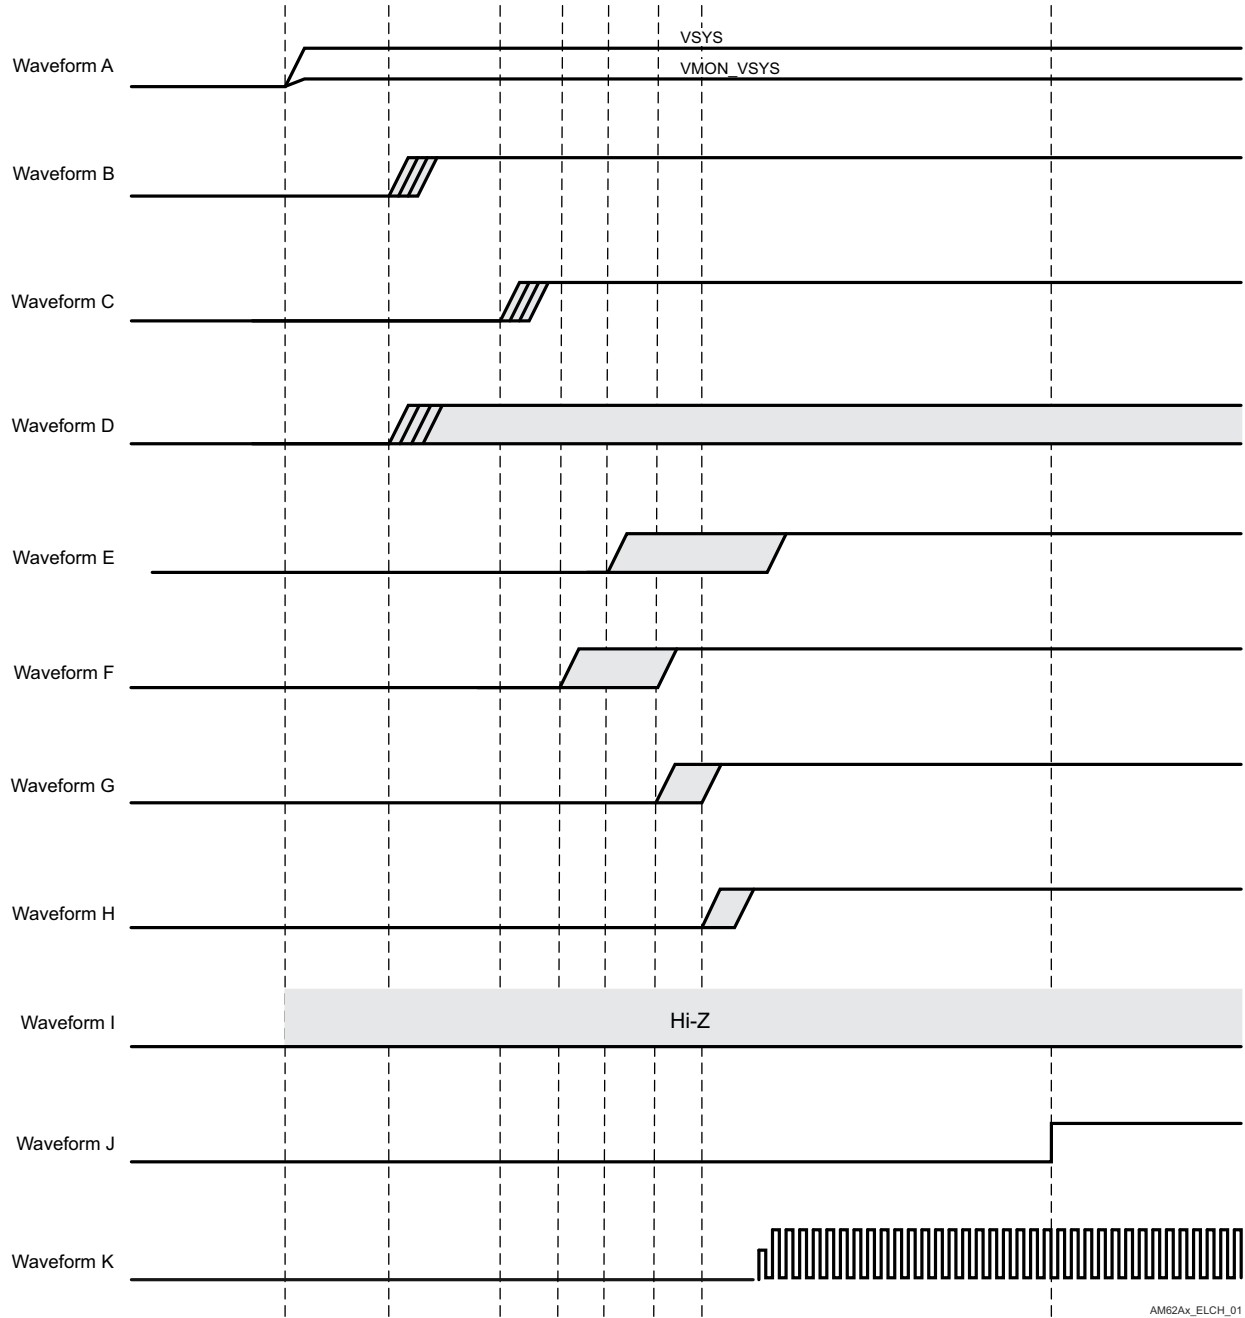 VSYS
Waveform A
VMON_VSYS
Waveform B
Waveform C
Waveform D
Waveform E
Waveform F
Waveform G
Waveform H
Waveform I
Hi-Z
Waveform J
Waveform K
AM62Ax_ELCH_01